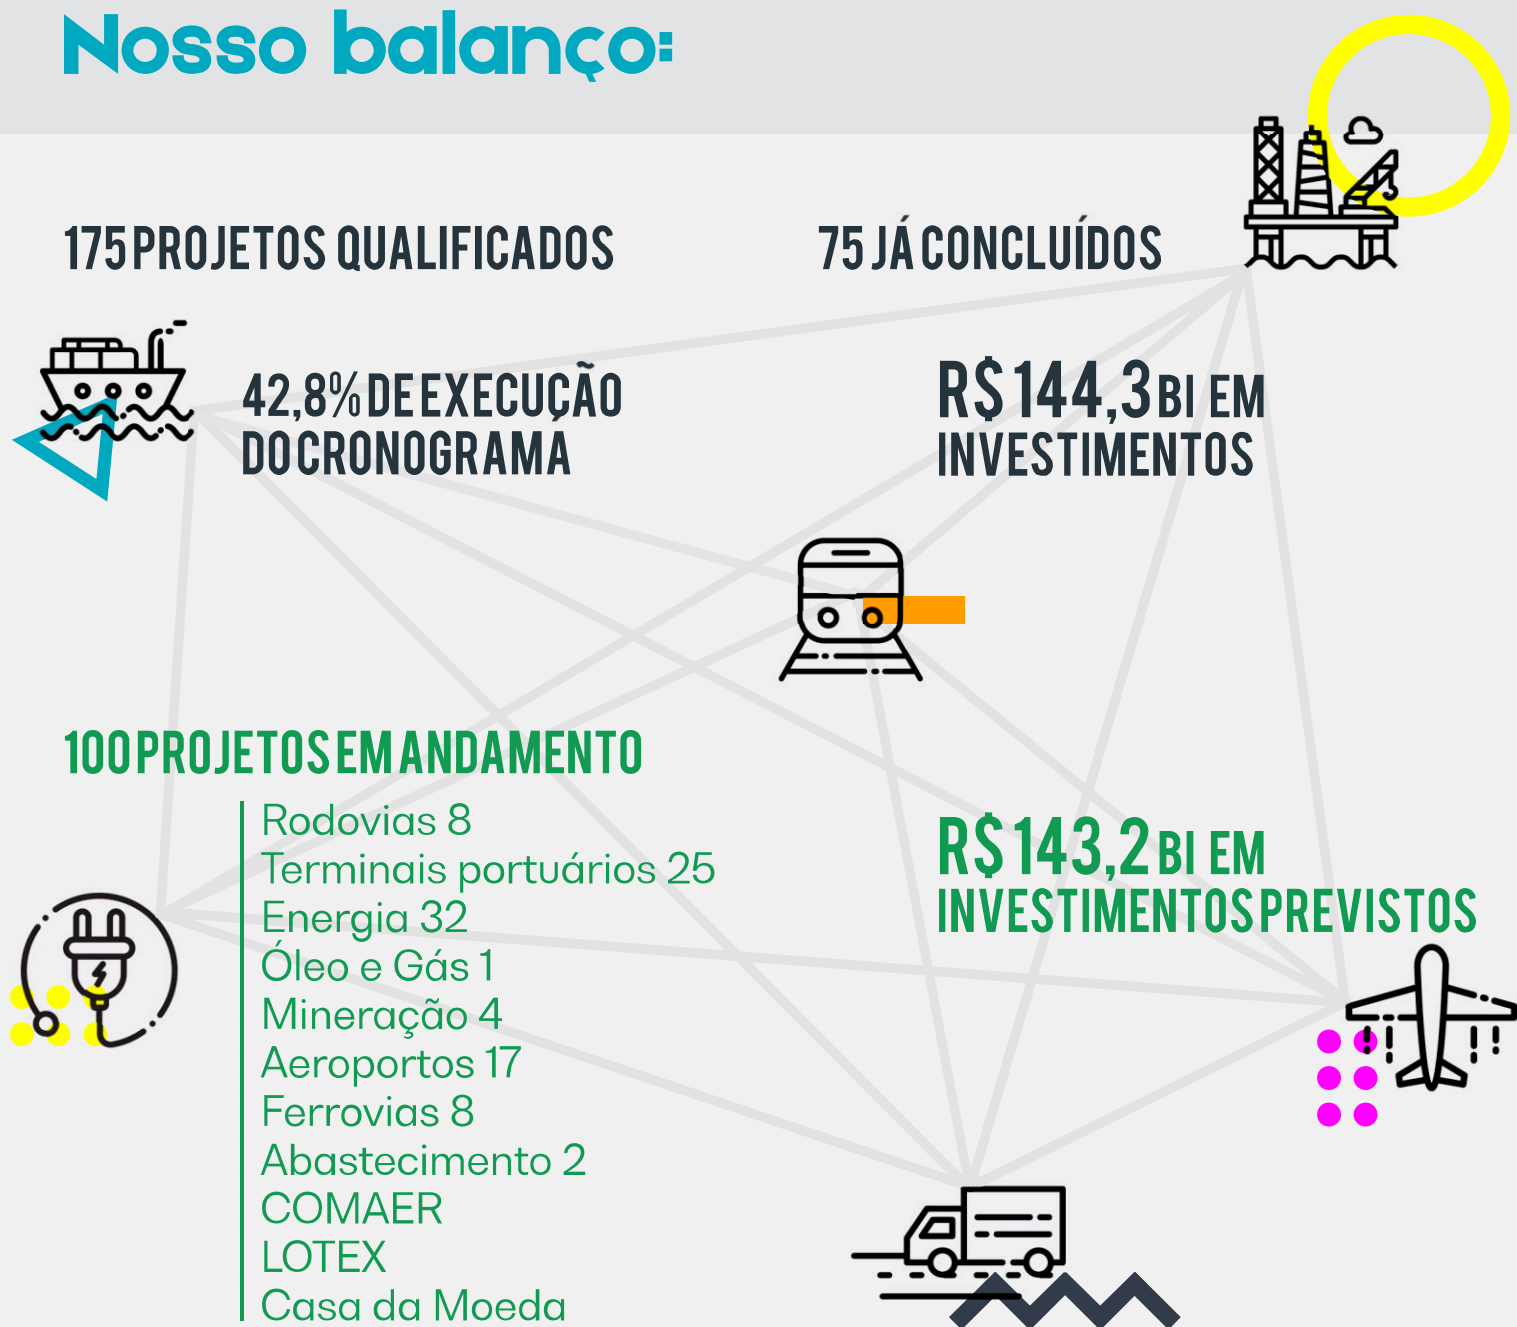 Nosso balanço:
175 PROJETOS QUALIFICADOS
75 JÁ CONCLUÍDOS
42,8% DE EXECUÇÃO
DO CRONOGRAMA
R$ 144,3 BI EM
INVESTIMENTOS
100 PROJETOS EM ANDAMENTO
Rodovias 8
Terminais portuários 25
Energia 32
Óleo e Gás 1
Mineração 4
Aeroportos 17
Ferrovias 8
Abastecimento 2
COMAER
LOTEX
Casa da Moeda
R$ 143,2 BI EM
INVESTIMENTOS PREVISTOS